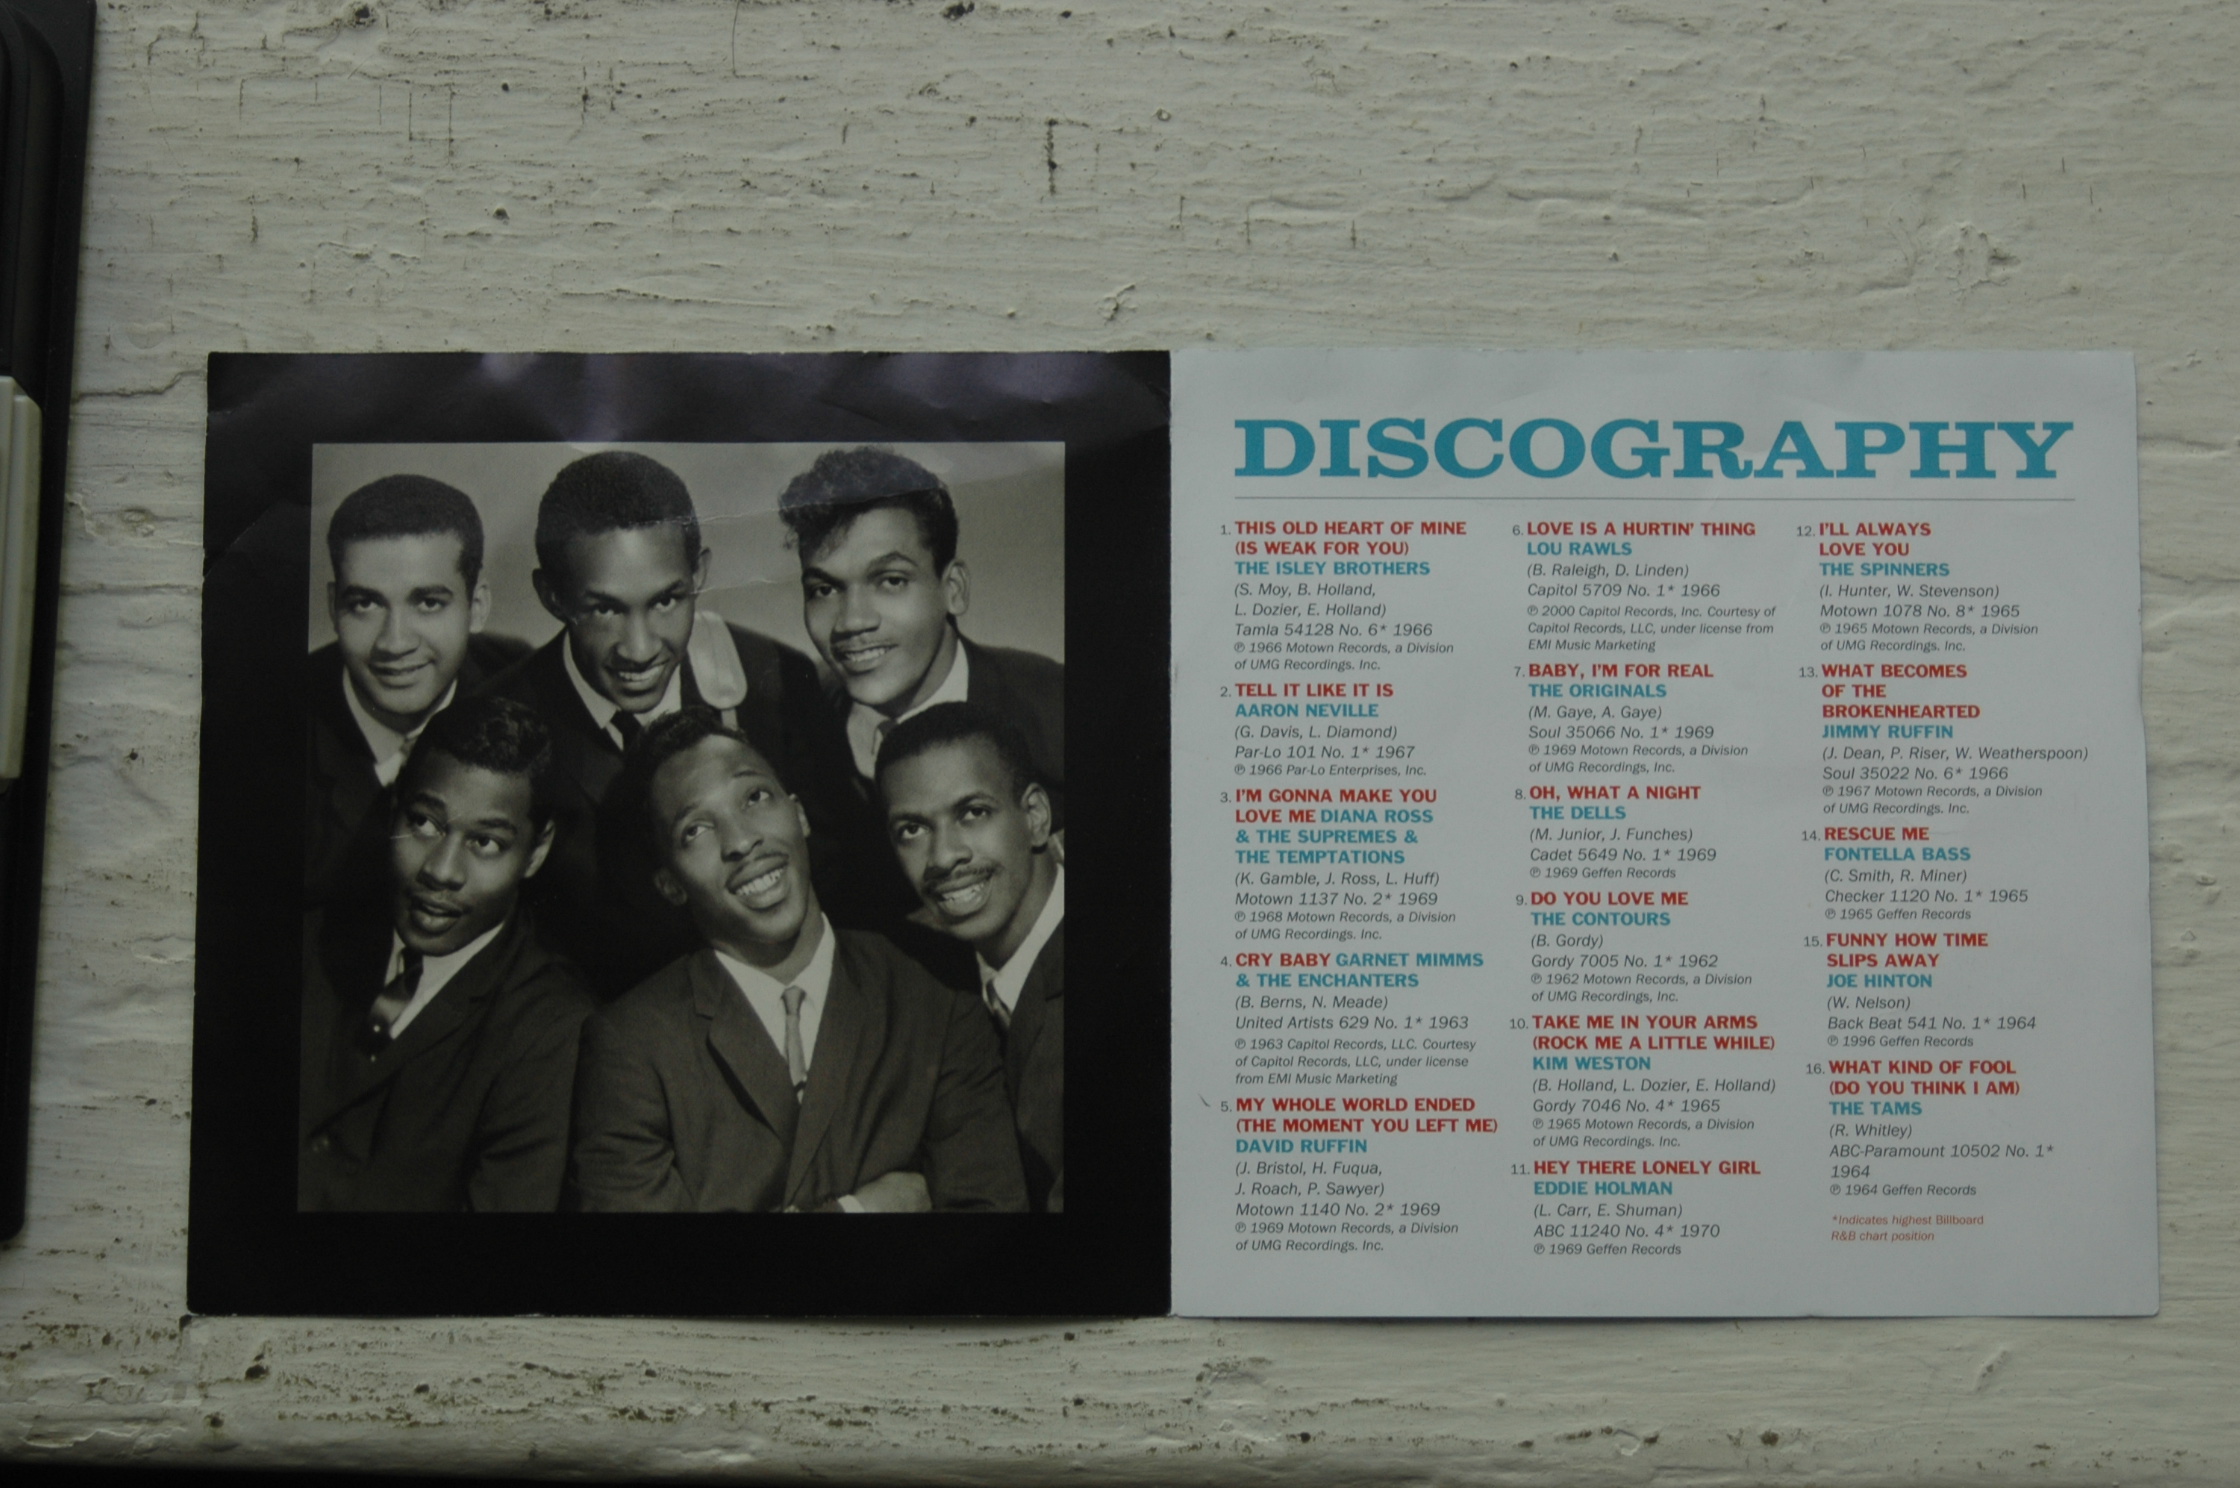 DISCOGRAPHY
1. THIS OLD HEART OF MINE
(IS WEAK FOR YOU)
THE ISLEY BROTHERS
(S. Moy, B. Holland,
L. Dozier, E. Holland)
Tamla 54128 No. 6* 1966
℗ 1966 Motown Records, a Division
of UMG Recordings. Inc.
2. TELL IT LIKE IT IS
AARON NEVILLE
(G. Davis, L. Diamond)
Par-Lo 101 No. 1* 1967
℗ 1966 Par-Lo Enterprises, Inc.
3. I'M GONNA MAKE YOU
LOVE ME DIANA ROSS
& THE SUPREMES &
THE TEMPTATIONS
(K. Gamble, J. Ross, L. Huff)
Motown 1137 No. 2* 1969
℗ 1968 Motown Records, a Division
of UMG Recordings. Inc.
4. CRY BABY GARNET MIMMS
& THE ENCHANTERS
(B. Berns, N. Meade)
United Artists 629 No. 1* 1963
℗ 1963 Capitol Records, LLC. Courtesy
of Capitol Records, LLC, under license
from EMI Music Marketing
5. MY WHOLE WORLD ENDED
(THE MOMENT YOU LEFT ME)
DAVID RUFFIN
(J. Bristol, H. Fuqua,
J. Roach, P. Sawyer)
Motown 1140 No. 2* 1969
℗ 1969 Motown Records, a Division
of UMG Recordings. Inc.
6. LOVE IS A HURTIN' THING
LOU RAWLS
(B. Raleigh, D. Linden)
Capitol 5709 No. 1* 1966
℗ 2000 Capitol Records, Inc. Courtesy of
Capitol Records, LLC, under license from
EMI Music Marketing
7. BABY, I'M FOR REAL
THE ORIGINALS
(M. Gaye, A. Gaye)
Soul 35066 No. 1* 1969
℗ 1969 Motown Records, a Division
of UMG Recordings, Inc.
8. OH, WHAT A NIGHT
THE DELLS
(M. Junior, J. Funches)
Cadet 5649 No. 1* 1969
℗ 1969 Geffen Records
9. DO YOU LOVE ME
THE CONTOURS
(B. Gordy)
Gordy 7005 No. 1* 1962
℗ 1962 Motown Records, a Division
of UMG Recordings, Inc.
10. TAKE ME IN YOUR ARMS
(ROCK ME A LITTLE WHILE)
KIM WESTON
(B. Holland, L. Dozier, E. Holland)
Gordy 7046 No. 4* 1965
℗ 1965 Motown Records, a Division
of UMG Recordings. Inc.
11. HEY THERE LONELY GIRL
EDDIE HOLMAN
(L. Carr, E. Shuman)
ABC 11240 No. 4* 1970
℗ 1969 Geffen Records
12. I'LL ALWAYS
LOVE YOU
THE SPINNERS
(I. Hunter, W. Stevenson)
Motown 1078 No. 8* 1965
℗ 1965 Motown Records, a Division
of UMG Recordings, Inc.
13. WHAT BECOMES
OF THE
BROKENHEARTED
JIMMY RUFFIN
(J. Dean, P. Riser, W. Weatherspoon)
Soul 35022 No. 6* 1966
℗ 1967 Motown Records, a Division
of UMG Recordings, Inc.
14. RESCUE ME
FONTELLA BASS
(C. Smith, R. Miner)
Checker 1120 No. 1* 1965
℗ 1965 Geffen Records
15. FUNNY HOW TIME
SLIPS AWAY
JOE HINTON
(W. Nelson)
Back Beat 541 No. 1* 1964
℗ 1996 Geffen Records
16. WHAT KIND OF FOOL
(DO YOU THINK I AM)
THE TAMS
(R. Whitley)
ABC-Paramount 10502 No. 1*
1964
℗ 1964 Geffen Records
*Indicates highest Billboard
R&B chart position